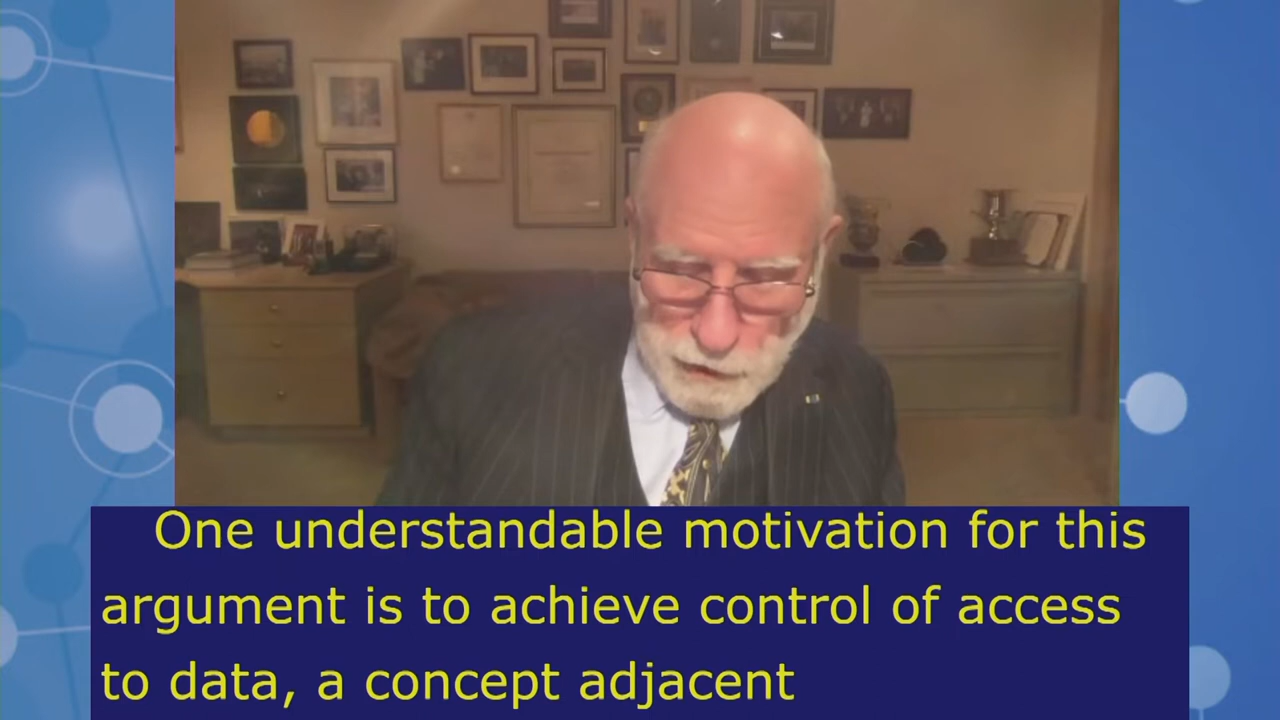 One understandable motivation for this
argument is to achieve control of access
to data, a concept adjacent